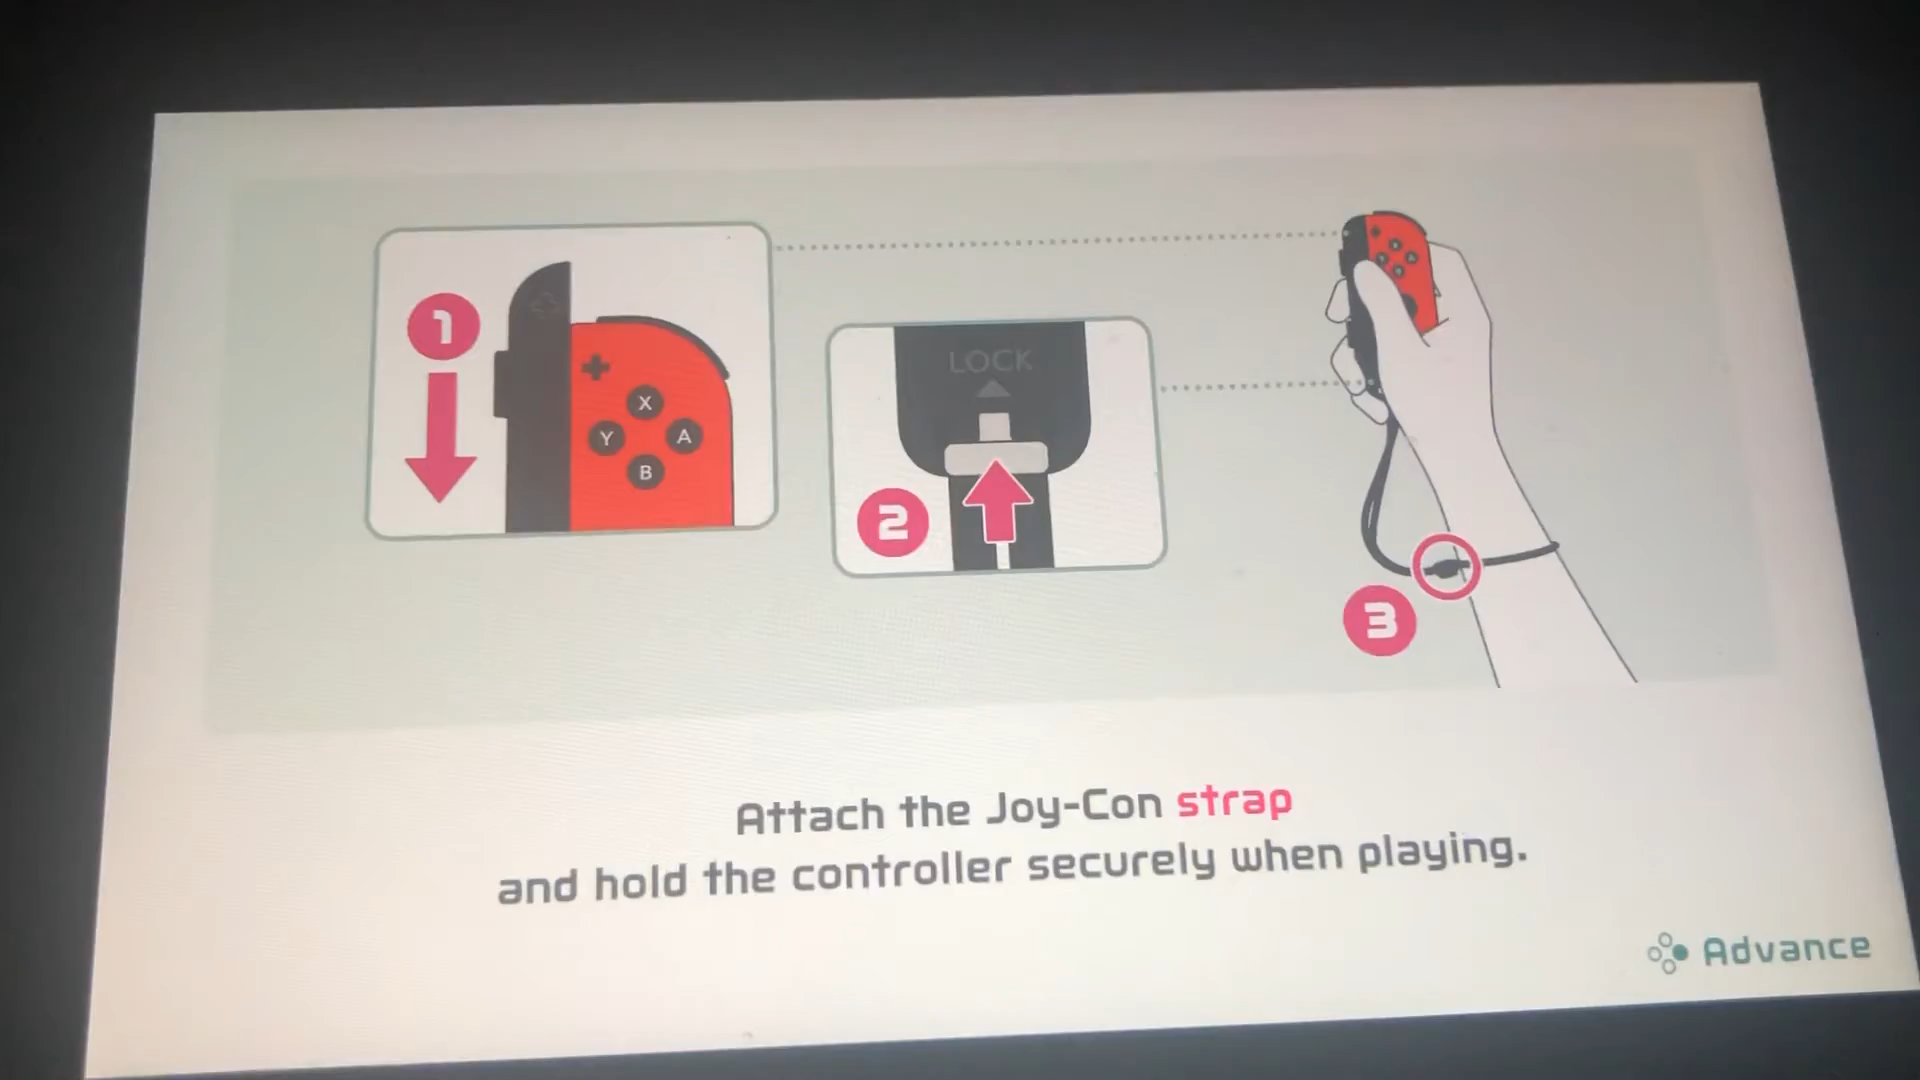 1
X
Y
A
B
LOCK
2
3
Attach the Joy-Con strap
and hold the controller securely when playing.
Advance